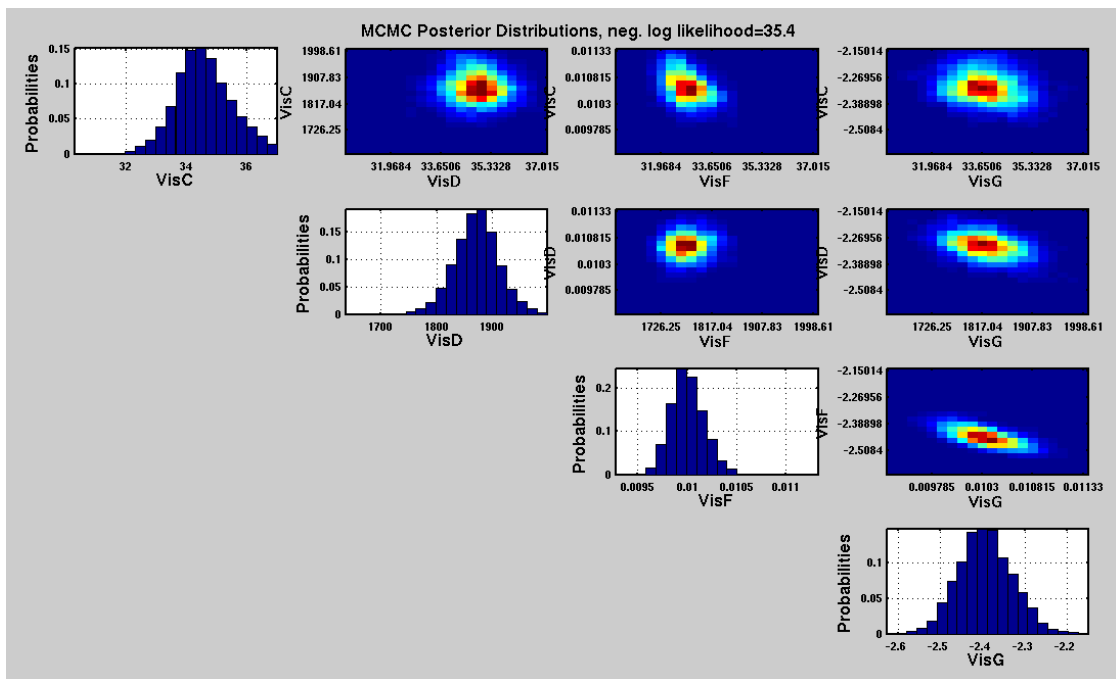 MCMC Posterior Distributions, neg. log likelihood=35.4
0.15
0.1
0.05
0
Probabilities
32 34 36
VisC
1998.61
1907.83
1817.04
1726.25
VisC
31.9684 33.6506 35.3328 37.015
VisD
0.01133
0.010815
0.0103
0.009785
VisC
31.9684 33.6506 35.3328 37.015
VisF
-2.15014
-2.26956
-2.38898
-2.5084
VisC
31.9684 33.6506 35.3328 37.015
VisG
0.15
0.1
0.05
0
Probabilities
1700 1800 1900
VisD
0.01133
0.010815
0.0103
0.009785
VisD
1726.25 1817.04 1907.83 1998.61
VisF
-2.15014
-2.26956
-2.38898
-2.5084
VisD
1726.25 1817.04 1907.83 1998.61
VisG
0.2
0.1
0
Probabilities
0.0095 0.01 0.0105 0.011
VisF
-2.15014
-2.26956
-2.38898
-2.5084
VisF
0.009785 0.0103 0.010815 0.01133
VisG
0.1
0.05
0
Probabilities
-2.6 -2.5 -2.4 -2.3 -2.2
VisG